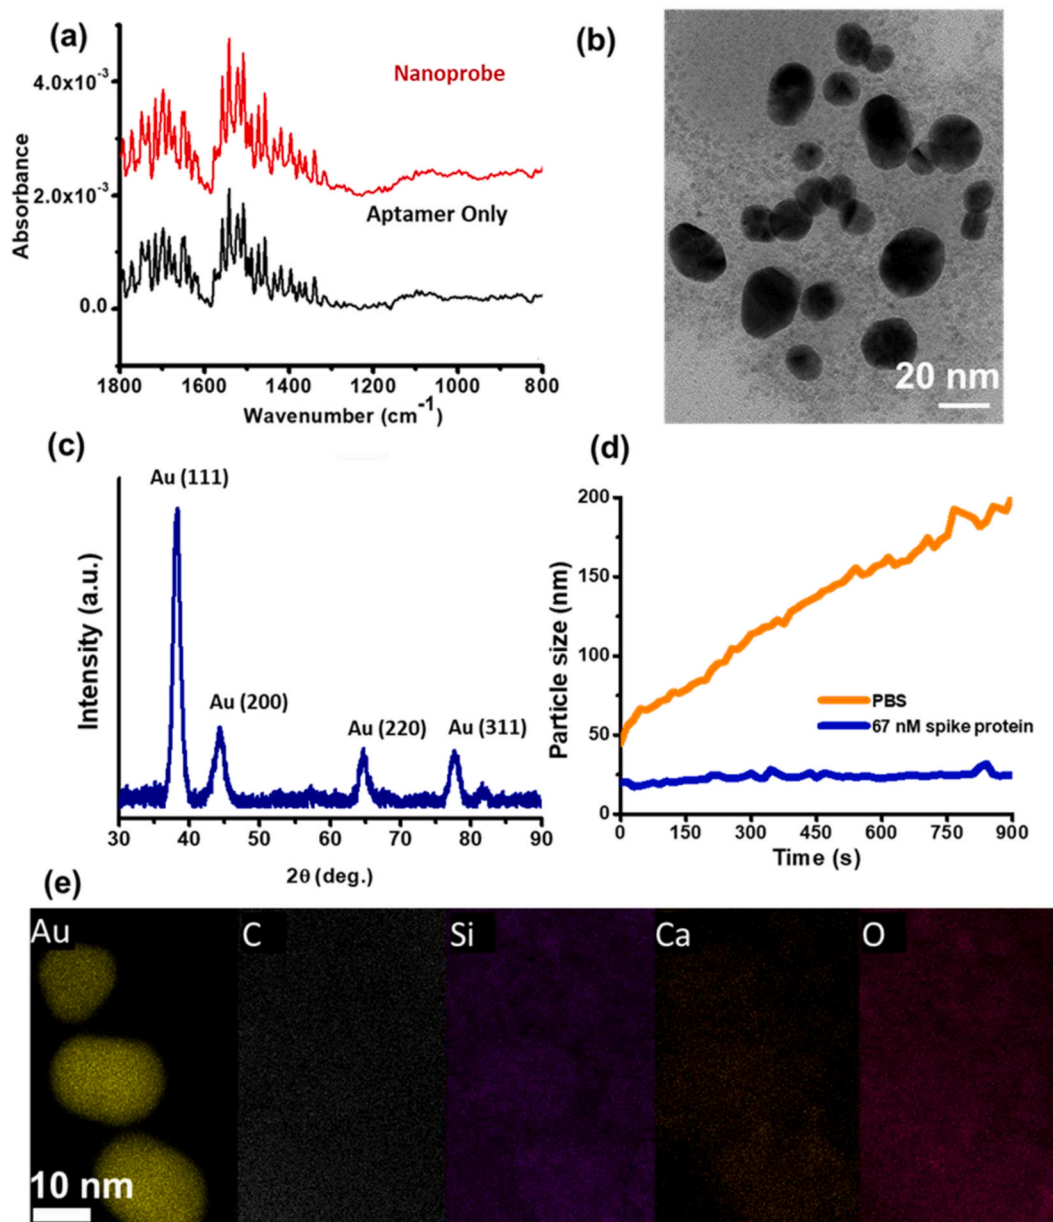 (a)
Nanoprobe
Aptamer Only
4.0x10-3
2.0x10-3
0.0
Absorbance
1800 1600 1400 1200 1000 800
Wavenumber (cm-1)
(b)
20 nm
(c)
Au (111)
Au (200)
Au (220)
Au (311)
Intensity (a.u.)
30 40 50 60 70 80 90
2θ (deg.)
(d)
200
150
100
50
0
Particle size (nm)
PBS
67 nM spike protein
0 150 300 450 600 750 900
Time (s)
(e)
Au C Si Ca O
10 nm